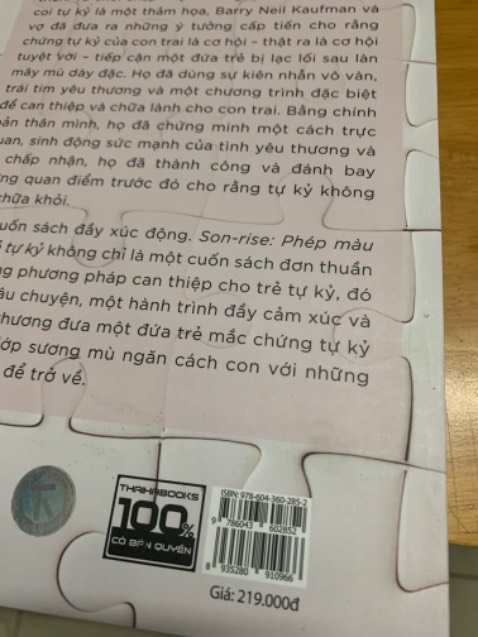 coi tự kỷ là một thảm họa, Barry Neil Kaufman và
vợ đã đưa ra những ý tưởng cấp tiến cho rằng
chứng tự kỷ của con trai là cơ hội – thật ra là cơ hội
tuyệt vời – tiếp cận một đứa trẻ bị lạc lối sau làn
mây mù dày đặc. Họ đã dùng sự kiên nhẫn vô vàn,
trái tim yêu thương và một chương trình đặc biệt
để can thiệp và chữa lành cho con trai. Bằng chính
thân mình, họ đã chứng minh một cách trực
sinh động sức mạnh của tình yêu thương và
chấp nhận, họ đã thành công và đánh bay
quan điểm trước đó cho rằng tự kỷ không
chữa khỏi.
sách đầy xúc động. Son-rise: Phép màu
tự kỷ không chỉ là một cuốn sách đơn thuần
phương pháp can thiệp cho trẻ tự kỷ, đó
chuyện, một hành trình đầy cảm xúc và
thương đưa một đứa trẻ mắc chứng tự kỷ
sương mù ngăn cách con với những
để trở về.
THAIHABOOKS
100%
CÓ BẢN QUYỀN
ISBN: 978-604-360-285-2
9 786043 602852
8 935280 910966
Giá: 219.000đ